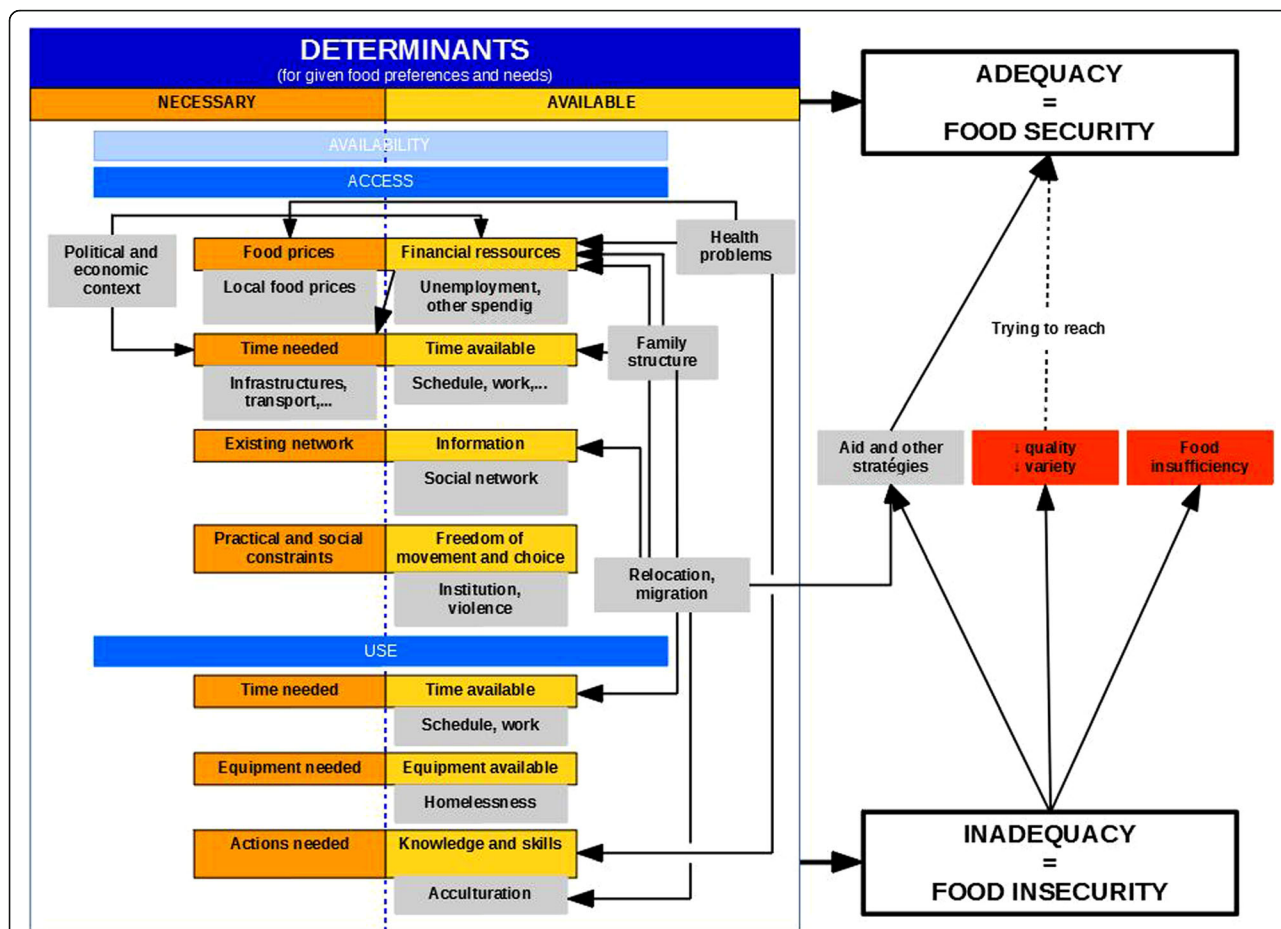 DETERMINANTS
(for given food preferences and needs)
NECESSARY
AVAILABLE
AVAILABILITY
ACCESS
Political and
economic
context
Food prices
Financial ressources
Health
problems
Local food prices
Unemployment,
other spendig
Time needed
Time available
Family
structure
Infrastructures,
transport,...
Schedule, work,...
Existing network
Information
Social network
Practical and social
constraints
Freedom of
movement and choice
Institution,
violence
Relocation,
migration
USE
Time needed
Time available
Schedule, work
Equipment needed
Equipment available
Homelessness
Actions needed
Knowledge and skills
Acculturation
ADEQUACY
=
FOOD SECURITY
Trying to reach
Aid and other
stratégies
↓ quality
↓ variety
Food
insufficiency
INADEQUACY
=
FOOD INSECURITY